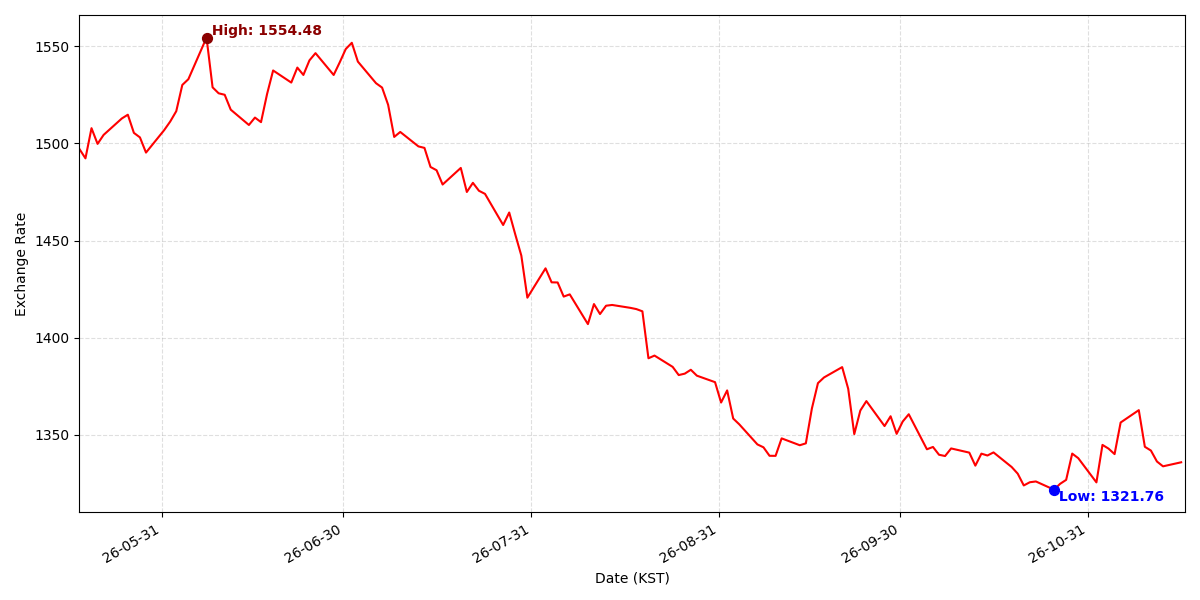 High: 1554.48
1550
1500
1450
1400
1350
Exchange Rate
Low: 1321.76
26-05-31
26-06-30
26-07-31
26-08-31
26-09-30
26-10-31
Date (KST)